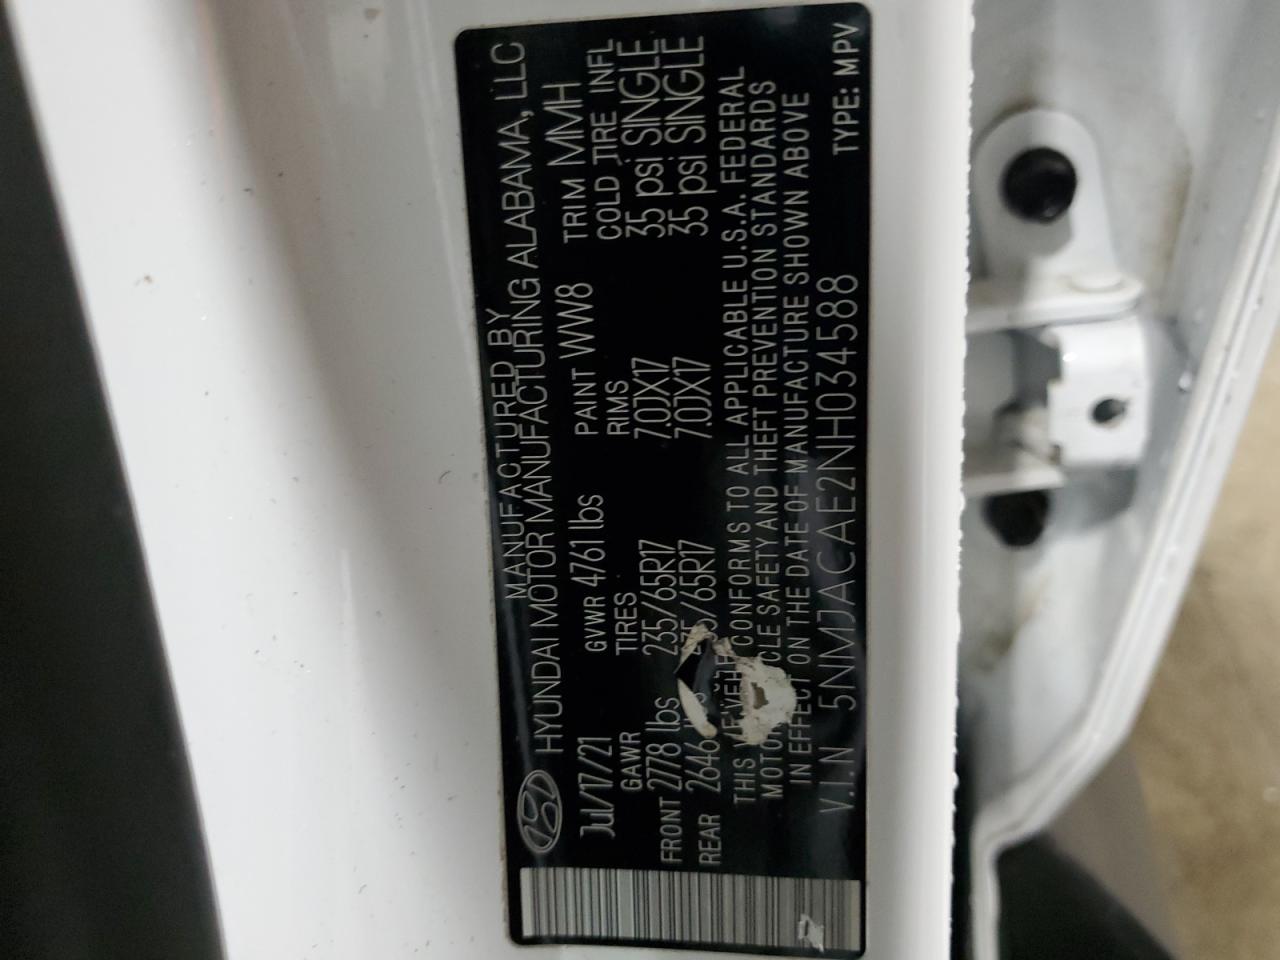 MANUFACTURED BY
HYUNDAI MOTOR MANUFACTURING ALABAMA, LLC
Jul/17/21 GVWR 4761 lbs PAINT WW8 TRIM MMH
GAWR TIRES RIMS COLD TIRE INFL
FRONT 2778 lbs 235/65R17 7.0JX17 35 psi SINGLE
REAR 2646 /65R17 7.0JX17 35 psi SINGLE
THIS CONFORMS TO ALL APPLICABLE U.S.A. FEDERAL
SAFETY AND THEFT PREVENTION STANDARDS
IN EFFECT ON THE DATE OF MANUFACTURE SHOWN ABOVE
V.I.N 5NMJACAE2NH034588 TYPE: MPV